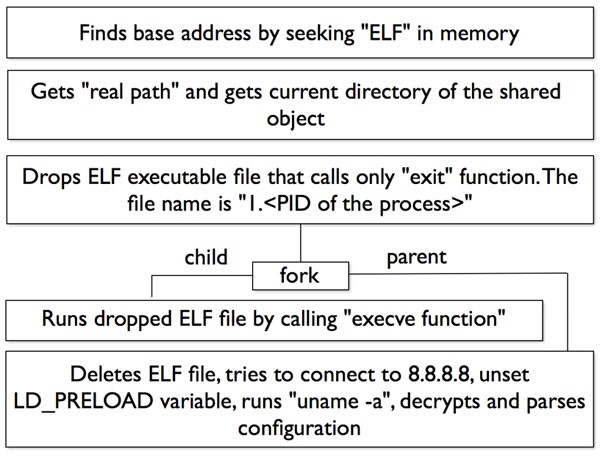 Finds base address by seeking "ELF" in memory
Gets "real path" and gets current directory of the shared
object
Drops ELF executable file that calls only "exit" function. The
file name is "1.<PID of the process>"
child
parent
fork
Runs dropped ELF file by calling "execve function"
Deletes ELF file, tries to connect to 8.8.8.8, unset
LD_PRELOAD variable, runs "uname -a", decrypts and parses
configuration